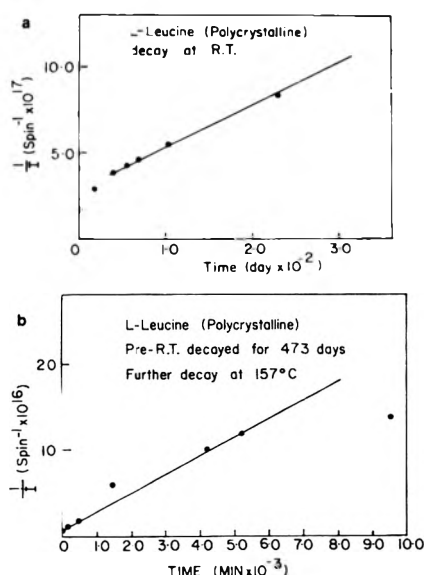 a
L-Leucine (Polycrystalline)
decay at R.T.
10·0
5·0
0
1/I (Spin⁻¹ x10¹⁷)
0 1·0 2·0 3·0
Time (day x10⁻²)
b
L-Leucine (Polycrystalline)
Pre-R.T. decayed for 473 days
Further decay at 157°C
20
10
0
1/I (Spin⁻¹ x10¹⁶)
0 1·0 2·0 3·0 4·0 5·0 6·0 7·0 8·0 9·0 10·0
TIME (MIN x10⁻³)